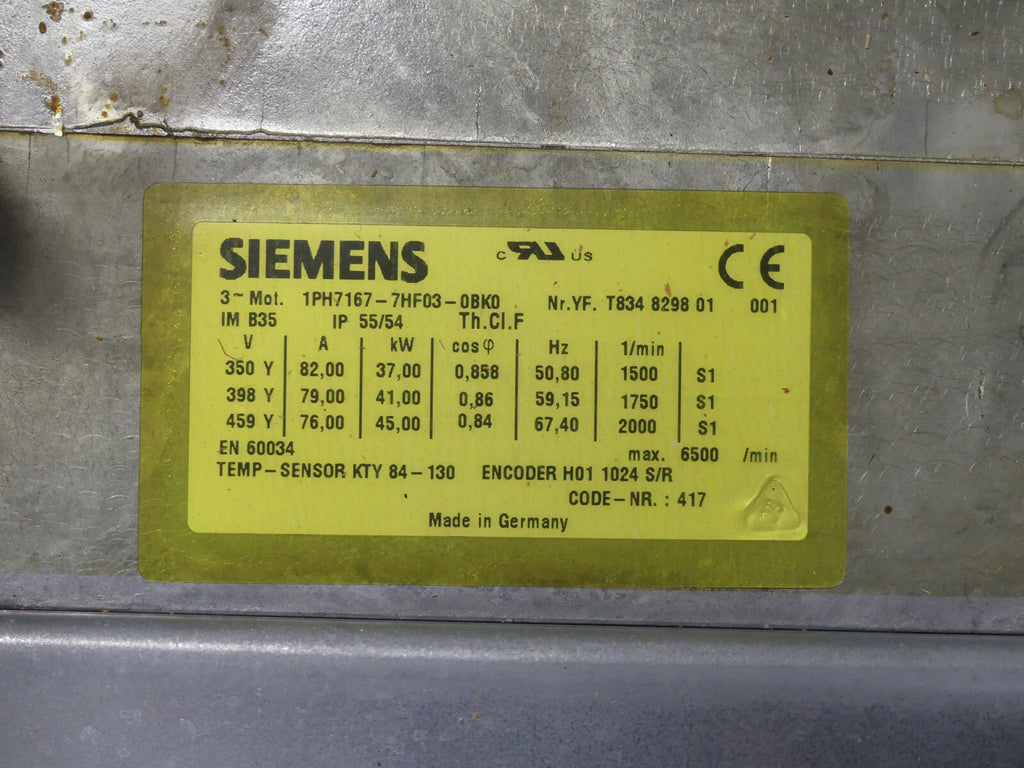 SIEMENS c RU US CE
3~ Mot. 1PH7167-7HF03-0BK0 Nr.YF. T834 8298 01 001
IM B35 IP 55/54 Th.Cl.F
V A kW cosφ Hz 1/min
350 Y 82,00 37,00 0,858 50,80 1500 S1
398 Y 79,00 41,00 0,86 59,15 1750 S1
459 Y 76,00 45,00 0,84 67,40 2000 S1
EN 60034 max. 6500 /min
TEMP-SENSOR KTY 84-130 ENCODER H01 1024 S/R
CODE-NR.: 417
Made in Germany